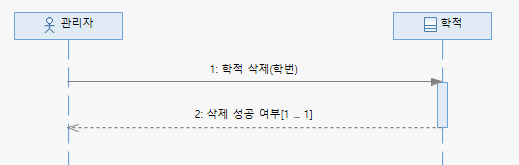 관리자
학적
1: 학적 삭제(학번)
2: 삭제 성공 여부[1 ... 1]